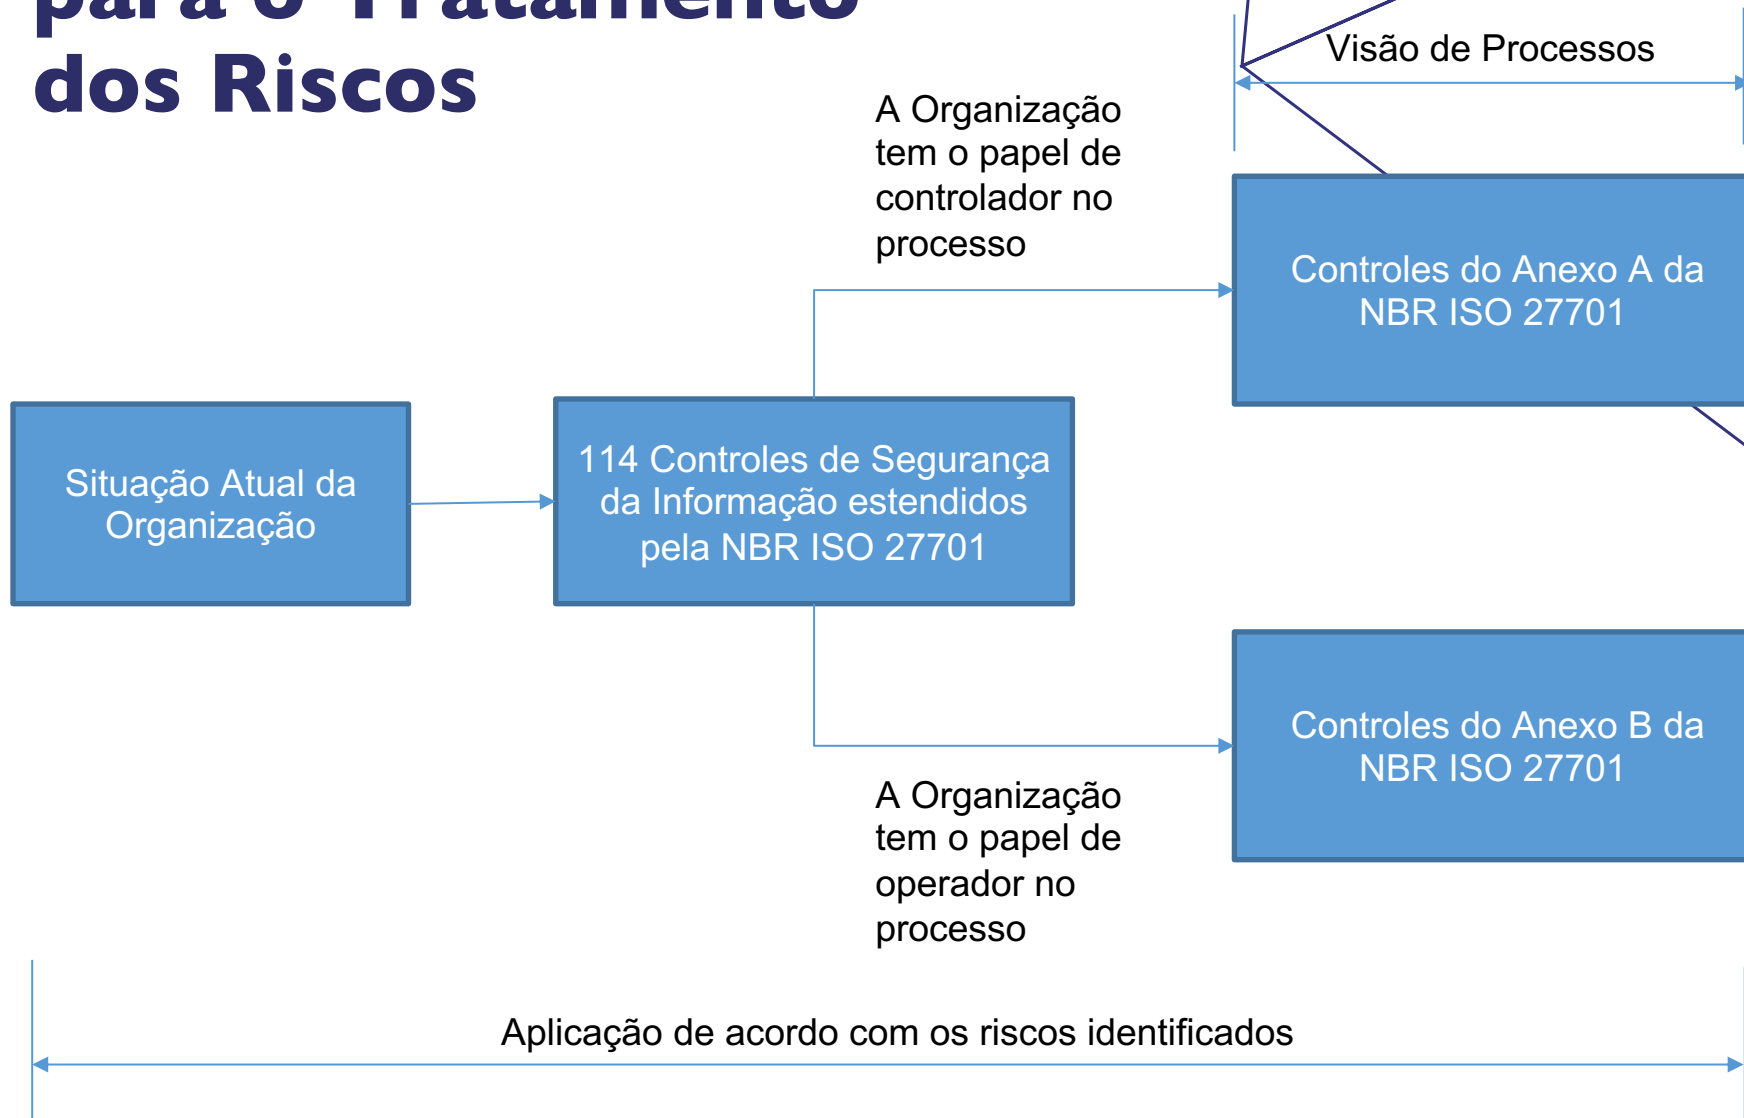 para o Tratamento
dos Riscos
Visão de Processos
A Organização
tem o papel de
controlador no
processo
Controles do Anexo A da
NBR ISO 27701
Situação Atual da
Organização
114 Controles de Segurança
da Informação estendidos
pela NBR ISO 27701
Controles do Anexo B da
NBR ISO 27701
A Organização
tem o papel de
operador no
processo
Aplicação de acordo com os riscos identificados